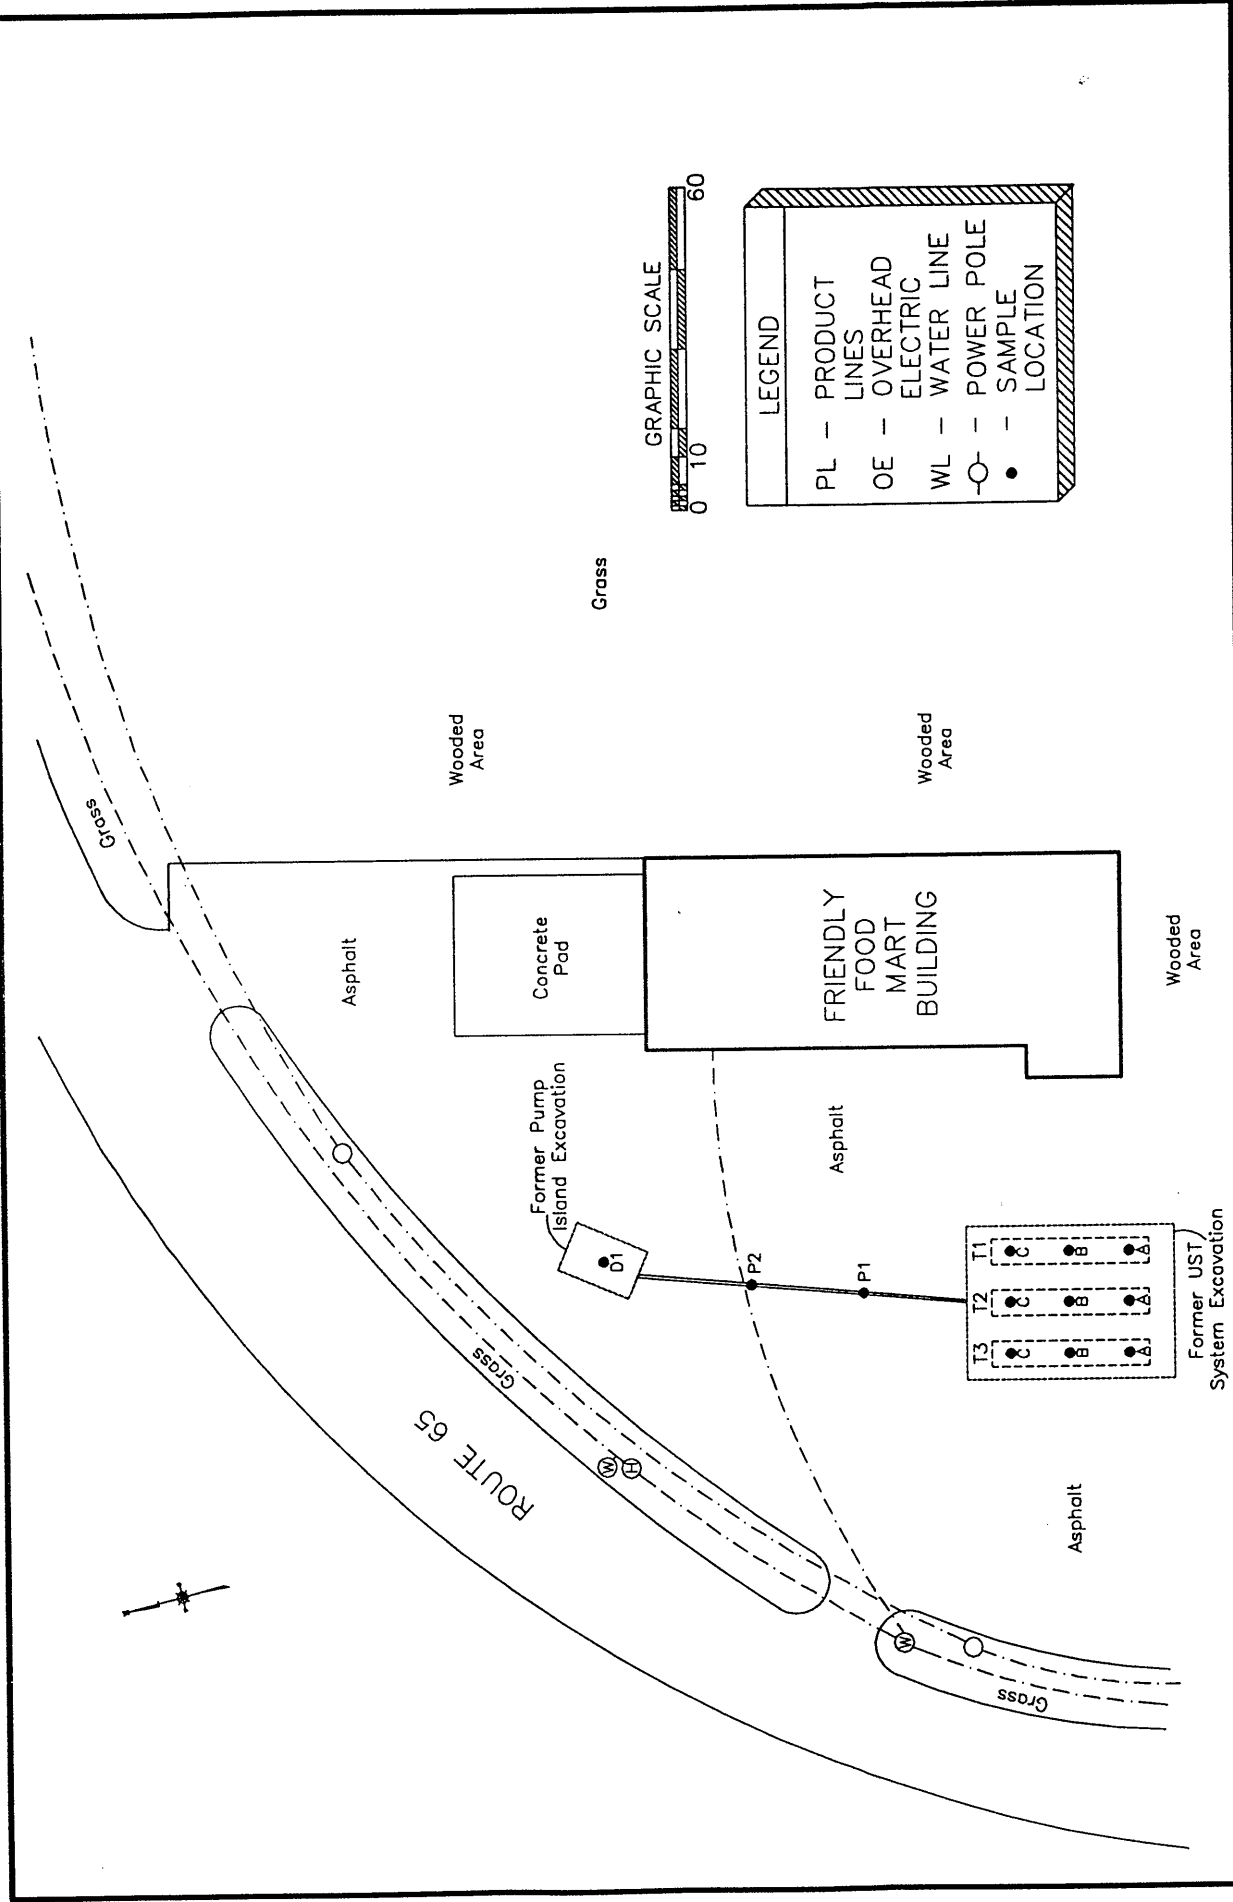 Grass
Asphalt
Wooded
Area
Concrete
Pad
FRIENDLY
FOOD
MART
BUILDING
Wooded
Area
Wooded
Area
Grass
GRAPHIC SCALE
0 10 60
LEGEND
PL – PRODUCT
LINES
OE – OVERHEAD
ELECTRIC
WL – WATER LINE
– POWER POLE
– SAMPLE
LOCATION
Former Pump
Island Excavation
D1
P2
P1
Asphalt
T1
C
B
A
T2
C
B
A
T3
C
B
A
Former UST
System Excavation
Grass
ROUTE 65
W
H
W
Grass
Asphalt